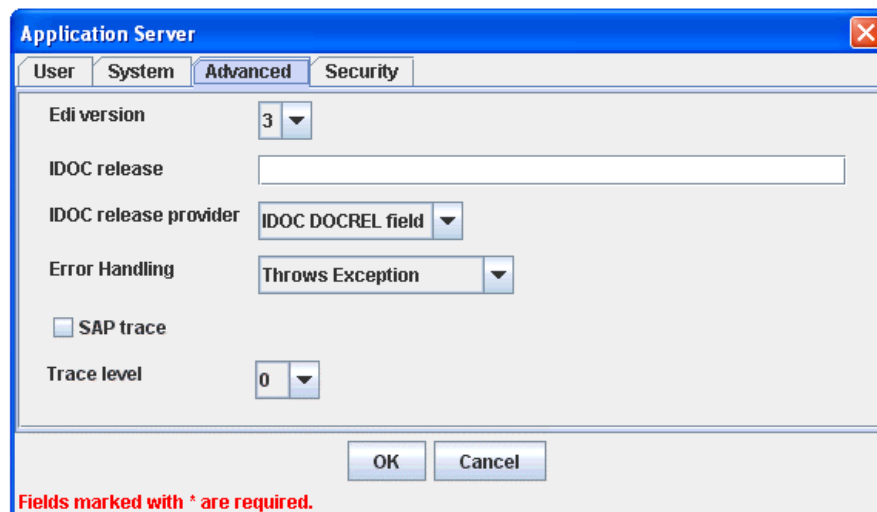 Application Server
User System Advanced Security
Edi version 3
IDOC release
IDOC release provider IDOC DOCREL field
Error Handling Throws Exception
SAP trace
Trace level 0
OK Cancel
Fields marked with * are required.